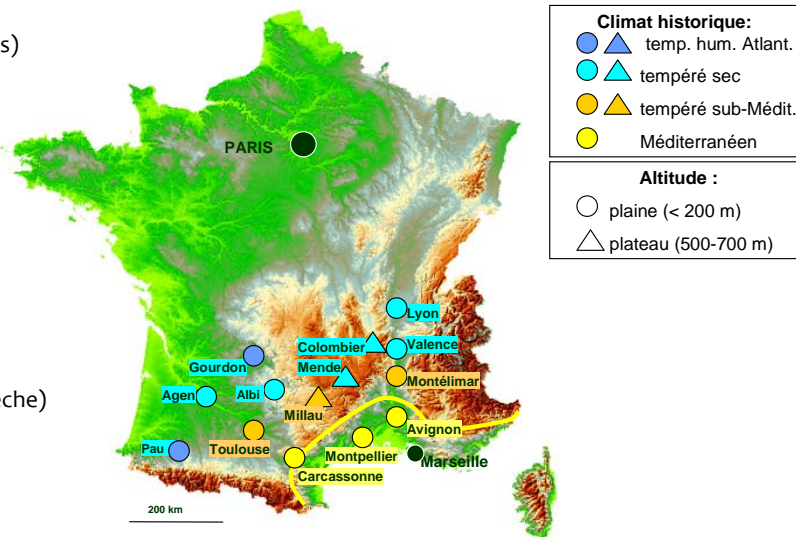 s)
èche)
Climat historique:
temp. hum. Atlant.
tempéré sec
tempéré sub-Médit.
Méditerranéen
Altitude :
plaine (< 200 m)
plateau (500-700 m)
PARIS
Lyon
Colombier
Valence
Gourdon
Mende
Montélimar
Agen
Albi
Millau
Avignon
Pau
Toulouse
Montpellier
Marseille
Carcassonne
200 km